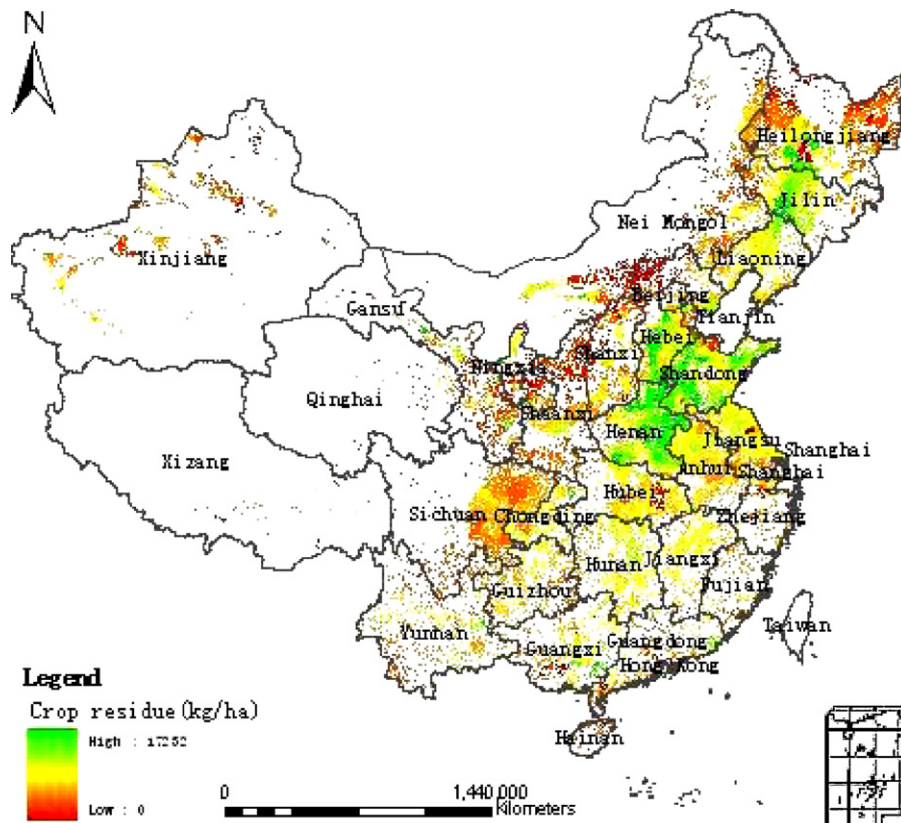 N
Heilongjiang
Jilin
Nei Mongol
Liaoning
Xinjiang
Beijing
Tianjin
Gansu
Hebei
Shanxi
Ningxia
Shandong
Qinghai
Shaanxi
Henan
Jiangsu
Shanghai
Xizang
Anhui
Shanghai
Hubei
Sichuan
Chongding
Zhejiang
Hunan
Jiangxi
Guizhou
Fujian
Taiwan
Yunnan
Guangxi
Guangdong
Hong Kong
Hainan
Legend
Crop residue(kg/ha)
High : 17252
Low : 0
0
1,440,000
Kilometers